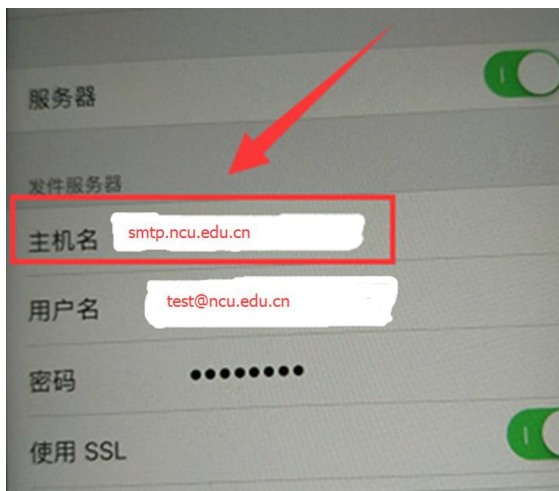 服务器
发件服务器
主机名 smtp.ncu.edu.cn
用户名 test@ncu.edu.cn
密码 ●●●●●●●●
使用 SSL